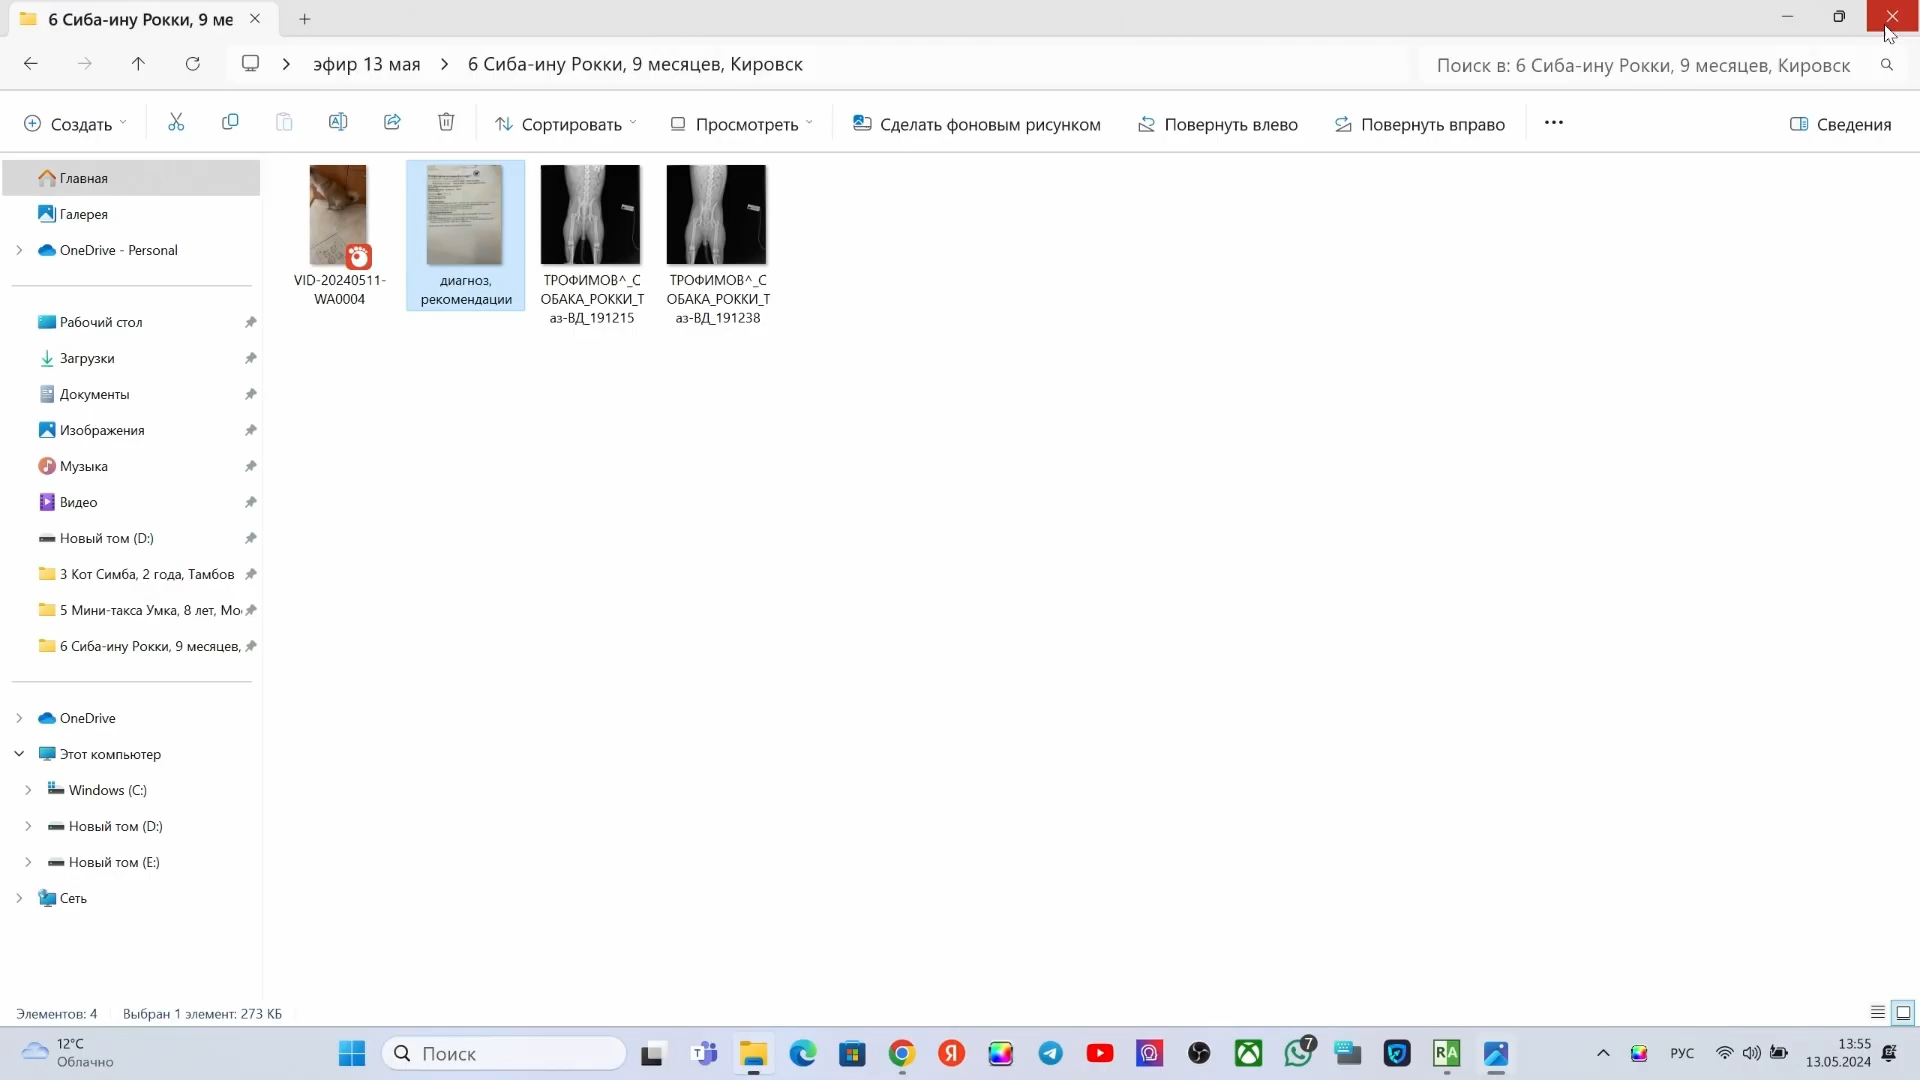 6 Сиба-ину Рокки, 9 ме
эфир 13 мая
6 Сиба-ину Рокки, 9 месяцев, Кировск
Поиск в: 6 Сиба-ину Рокки, 9 месяцев, Кировск
Создать
Сортировать
Просмотреть
Сделать фоновым рисунком
Повернуть влево
Повернуть вправо
Сведения
Главная
Галерея
OneDrive - Personal
Рабочий стол
Загрузки
Документы
Изображения
Музыка
Видео
Новый том (D:)
3 Кот Симба, 2 года, Тамбов
5 Мини-такса Умка, 8 лет, Мо
6 Сиба-ину Рокки, 9 месяцев,
OneDrive
Этот компьютер
Windows (C:)
Новый том (D:)
Новый том (E:)
Сеть
VID-20240511-
WA0004
диагноз,
рекомендации
ТРОФИМОВ^_С
ОБАКА_РОККИ_Т
аз-ВД_191215
ТРОФИМОВ^_С
ОБАКА_РОККИ_Т
аз-ВД_191238
Элементов: 4
Выбран 1 элемент: 273 КБ
12°C
Облачно
Поиск
Я
7
RA
РУС
13:55
13.05.2024